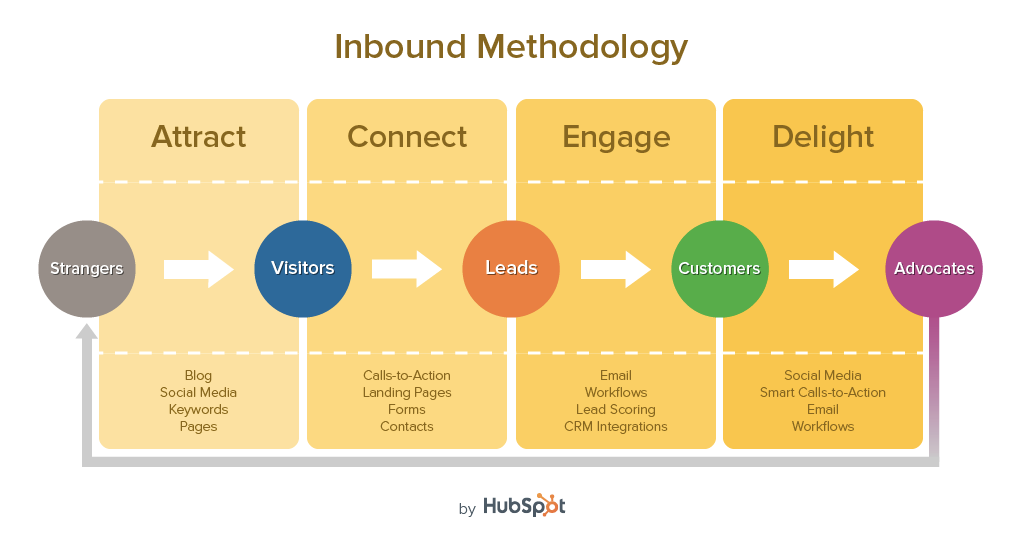 Inbound Methodology
Attract
Connect
Engage
Delight
Strangers
Visitors
Leads
Customers
Advocates
Blog
Social Media
Keywords
Pages
Calls-to-Action
Landing Pages
Forms
Contacts
Email
Workflows
Lead Scoring
CRM Integrations
Social Media
Smart Calls-to-Action
Email
Workflows
by HubSpot